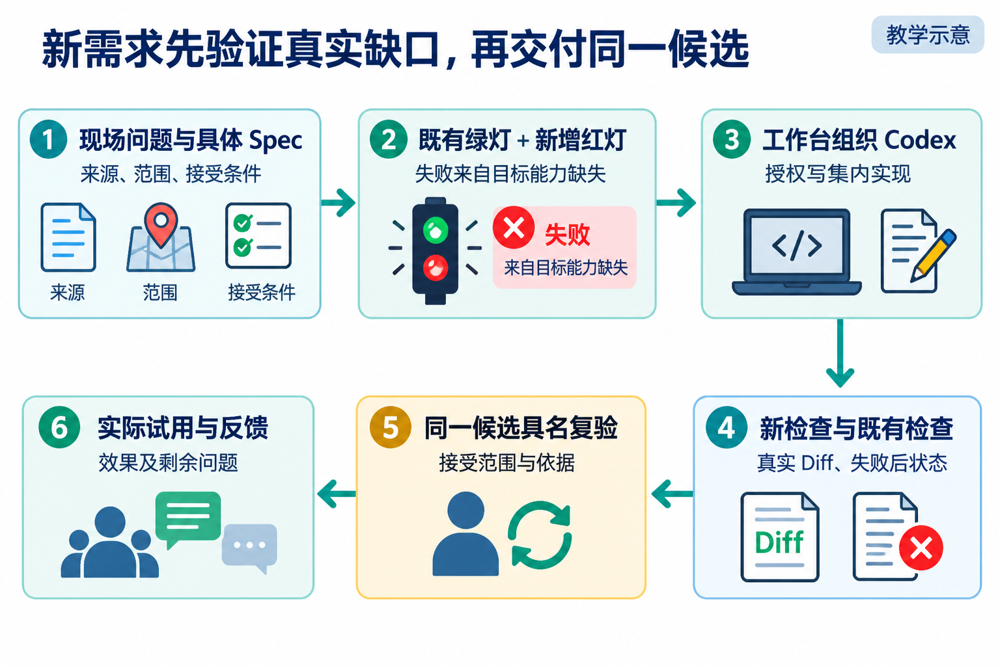 新需求先验证真实缺口，再交付同一候选
教学示意
1 现场问题与具体 Spec
来源、范围、接受条件
来源
范围
接受条件
2 既有绿灯 + 新增红灯
失败来自目标能力缺失
失败
来自目标能力缺失
3 工作台组织 Codex
授权写集内实现
</>
4 新检查与既有检查
真实 Diff、失败后状态
Diff
5 同一候选具名复验
接受范围与依据
6 实际试用与反馈
效果及剩余问题